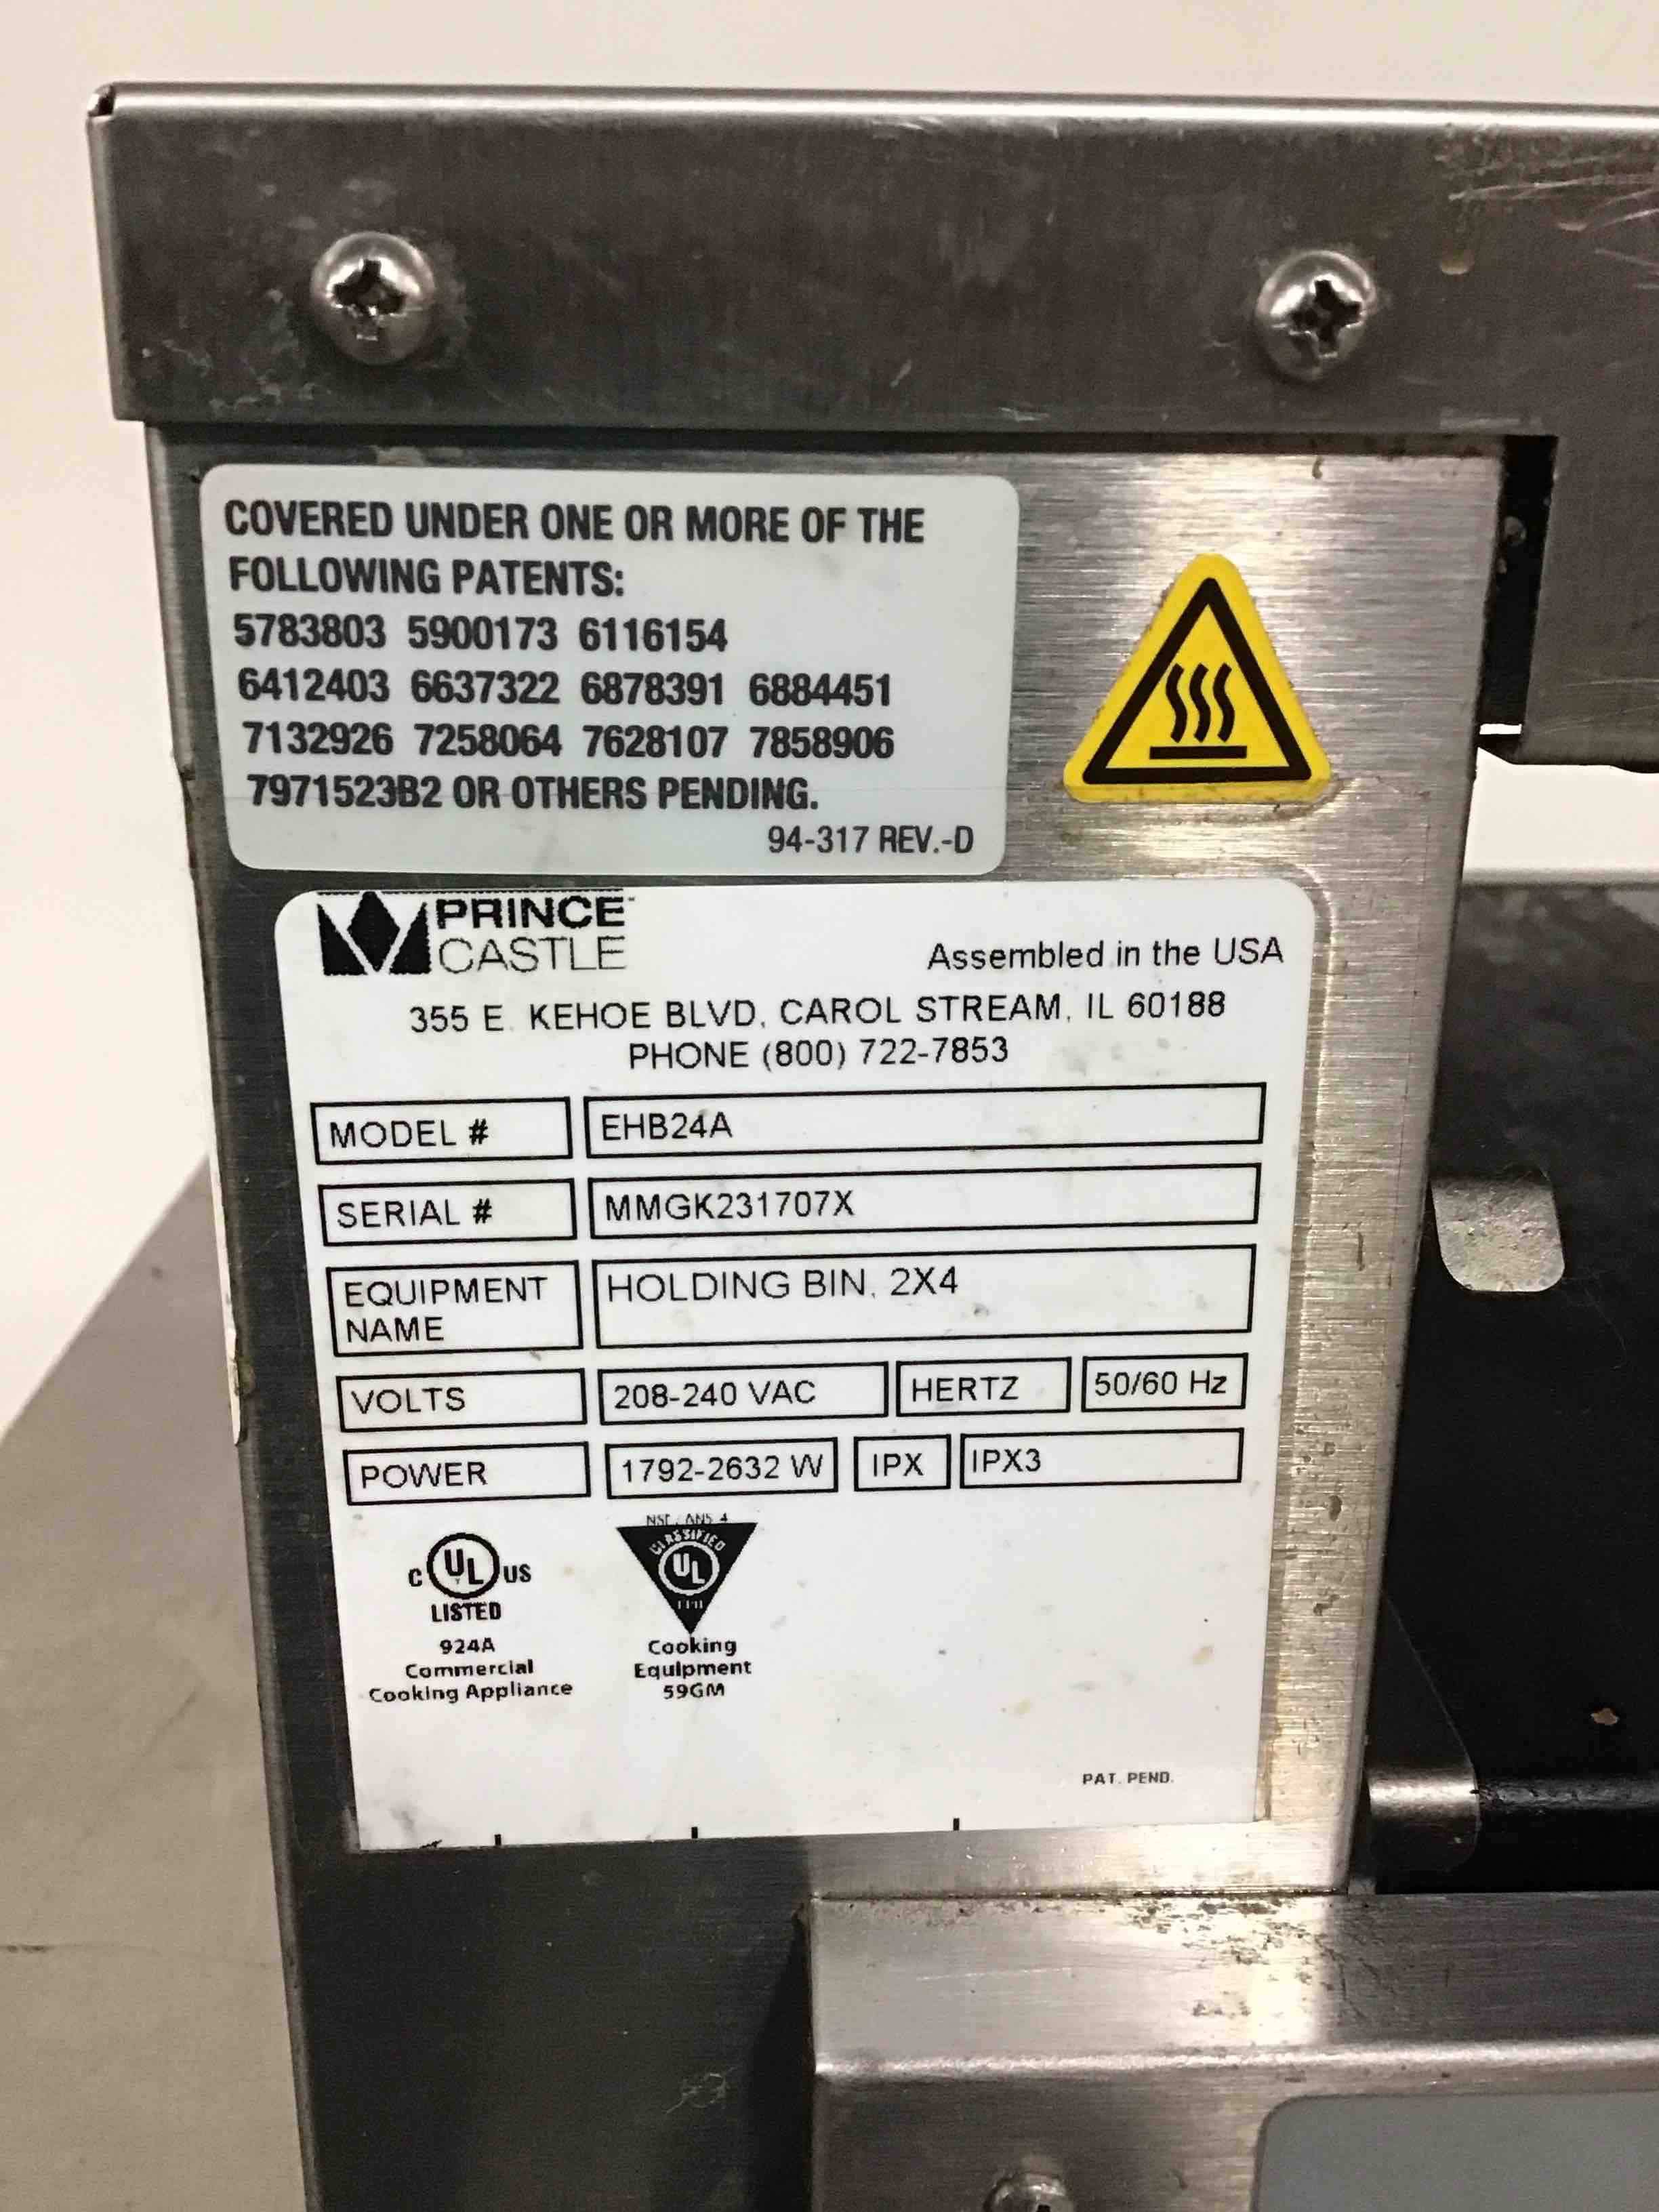 COVERED UNDER ONE OR MORE OF THE
FOLLOWING PATENTS:
5783803 5900173 6116154
6412403 6637322 6878391 6884451
7132926 7258064 7628107 7858906
7971523B2 OR OTHERS PENDING.
94-317 REV.-D
PRINCE
CASTLE
Assembled in the USA
355 E. KEHOE BLVD, CAROL STREAM, IL 60188
PHONE (800) 722-7853
MODEL # EHB24A
SERIAL # MMGK231707X
EQUIPMENT NAME HOLDING BIN, 2X4
VOLTS 208-240 VAC HERTZ 50/60 Hz
POWER 1792-2632 W IPX IPX3
C UL US
LISTED
924A
Commercial
Cooking Appliance
CLASSIFIED
UL
Cooking
Equipment
59GM
PAT. PEND.